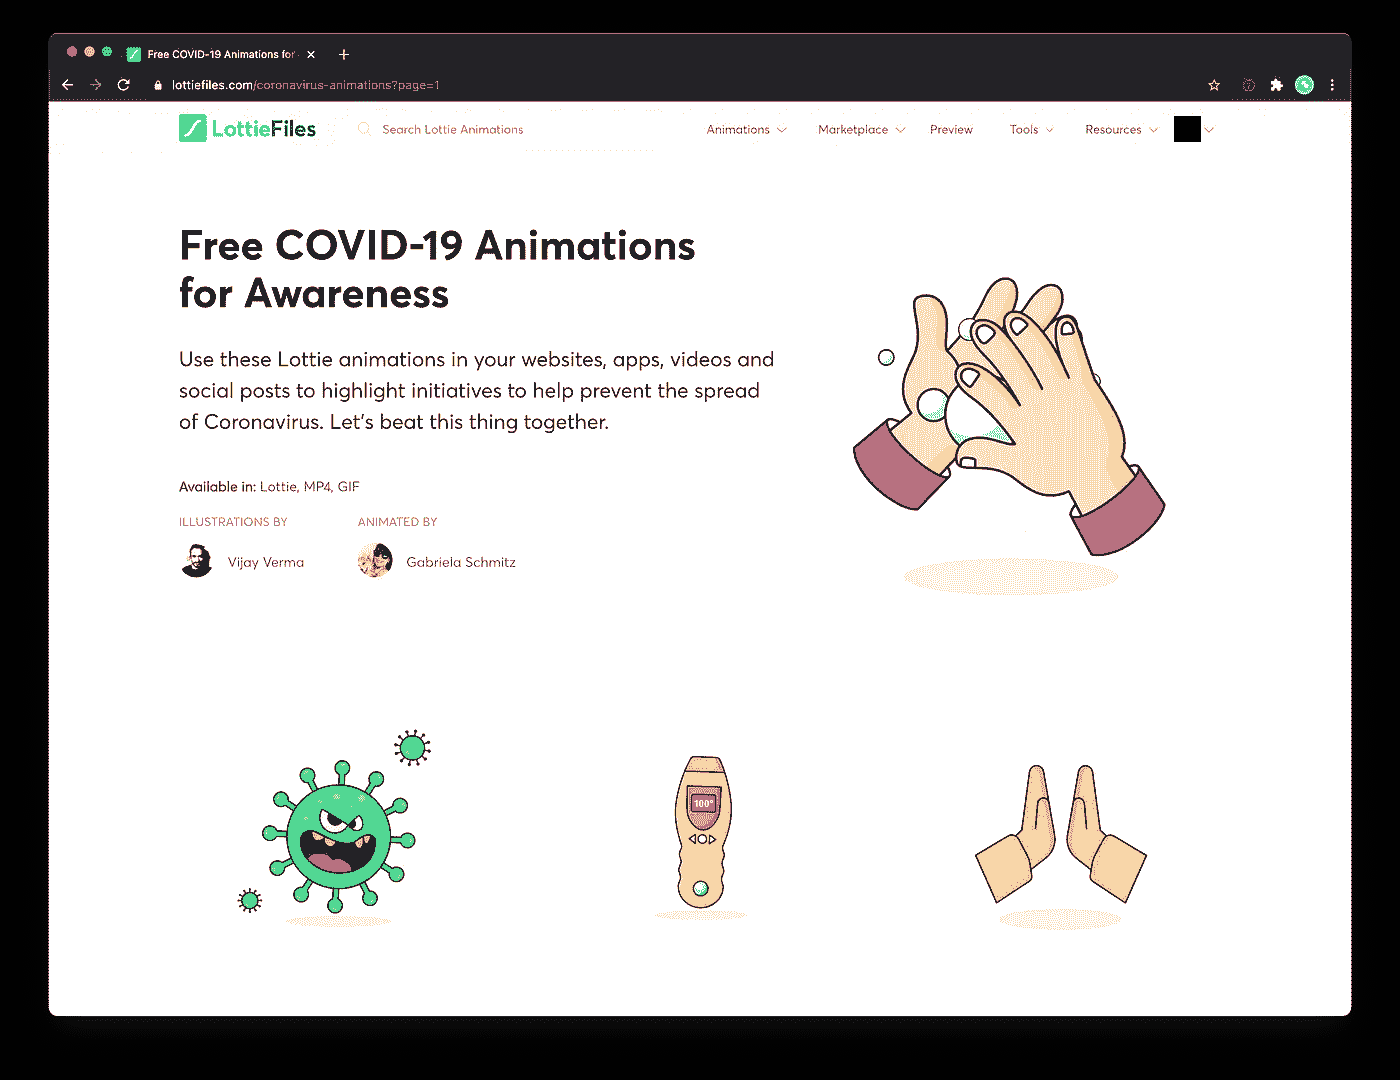 Free COVID-19 Animations for
lottiefiles.com/coronavirus-animations?page=1
LottieFiles
Search Lottie Animations
Animations
Marketplace
Preview
Tools
Resources
Free COVID-19 Animations
for Awareness
Use these Lottie animations in your websites, apps, videos and
social posts to highlight initiatives to help prevent the spread
of Coronavirus. Let's beat this thing together.
Available in: Lottie, MP4, GIF
ILLUSTRATIONS BY
ANIMATED BY
Vijay Verma
Gabriela Schmitz
100°